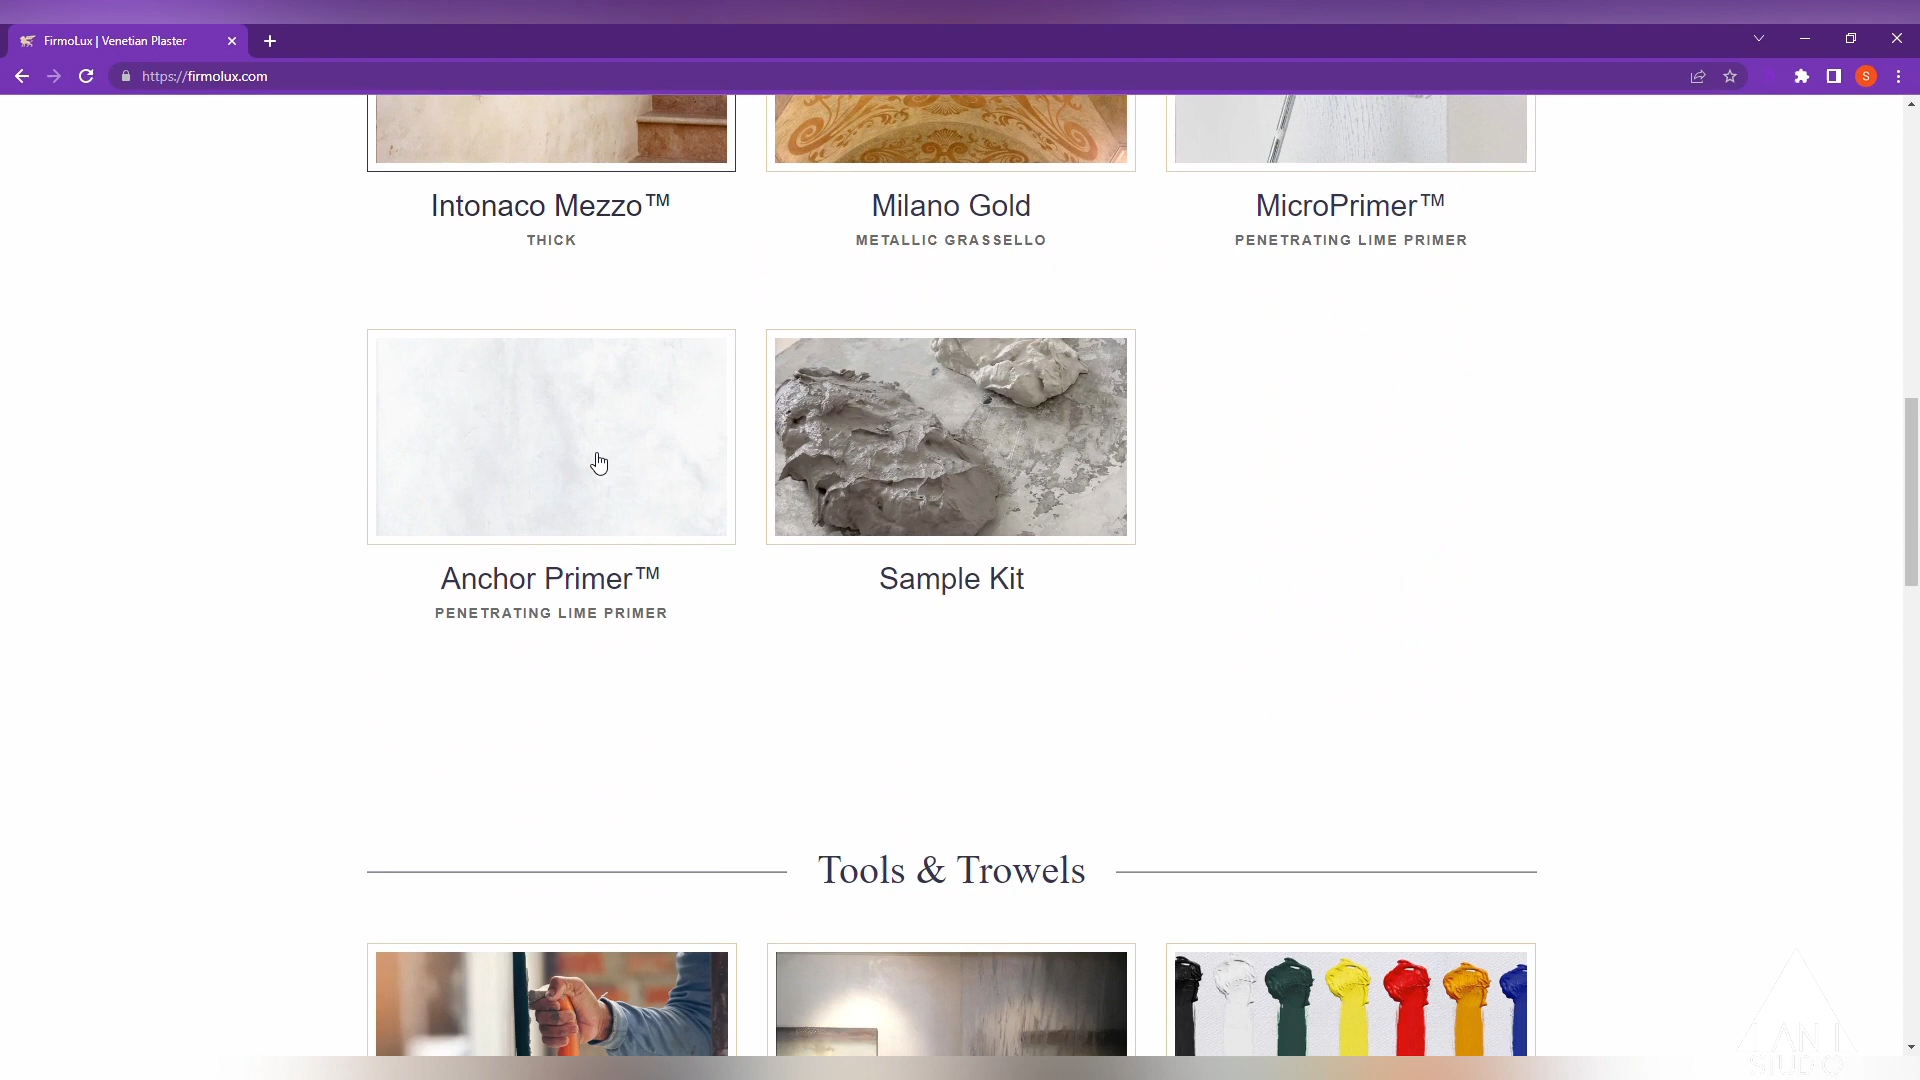 FirmoLux | Venetian Plaster
https://firmolux.com
S
Intonaco Mezzo™
THICK
Milano Gold
METALLIC GRASSELLO
MicroPrimer™
PENETRATING LIME PRIMER
Anchor Primer™
PENETRATING LIME PRIMER
Sample Kit
Tools & Trowels